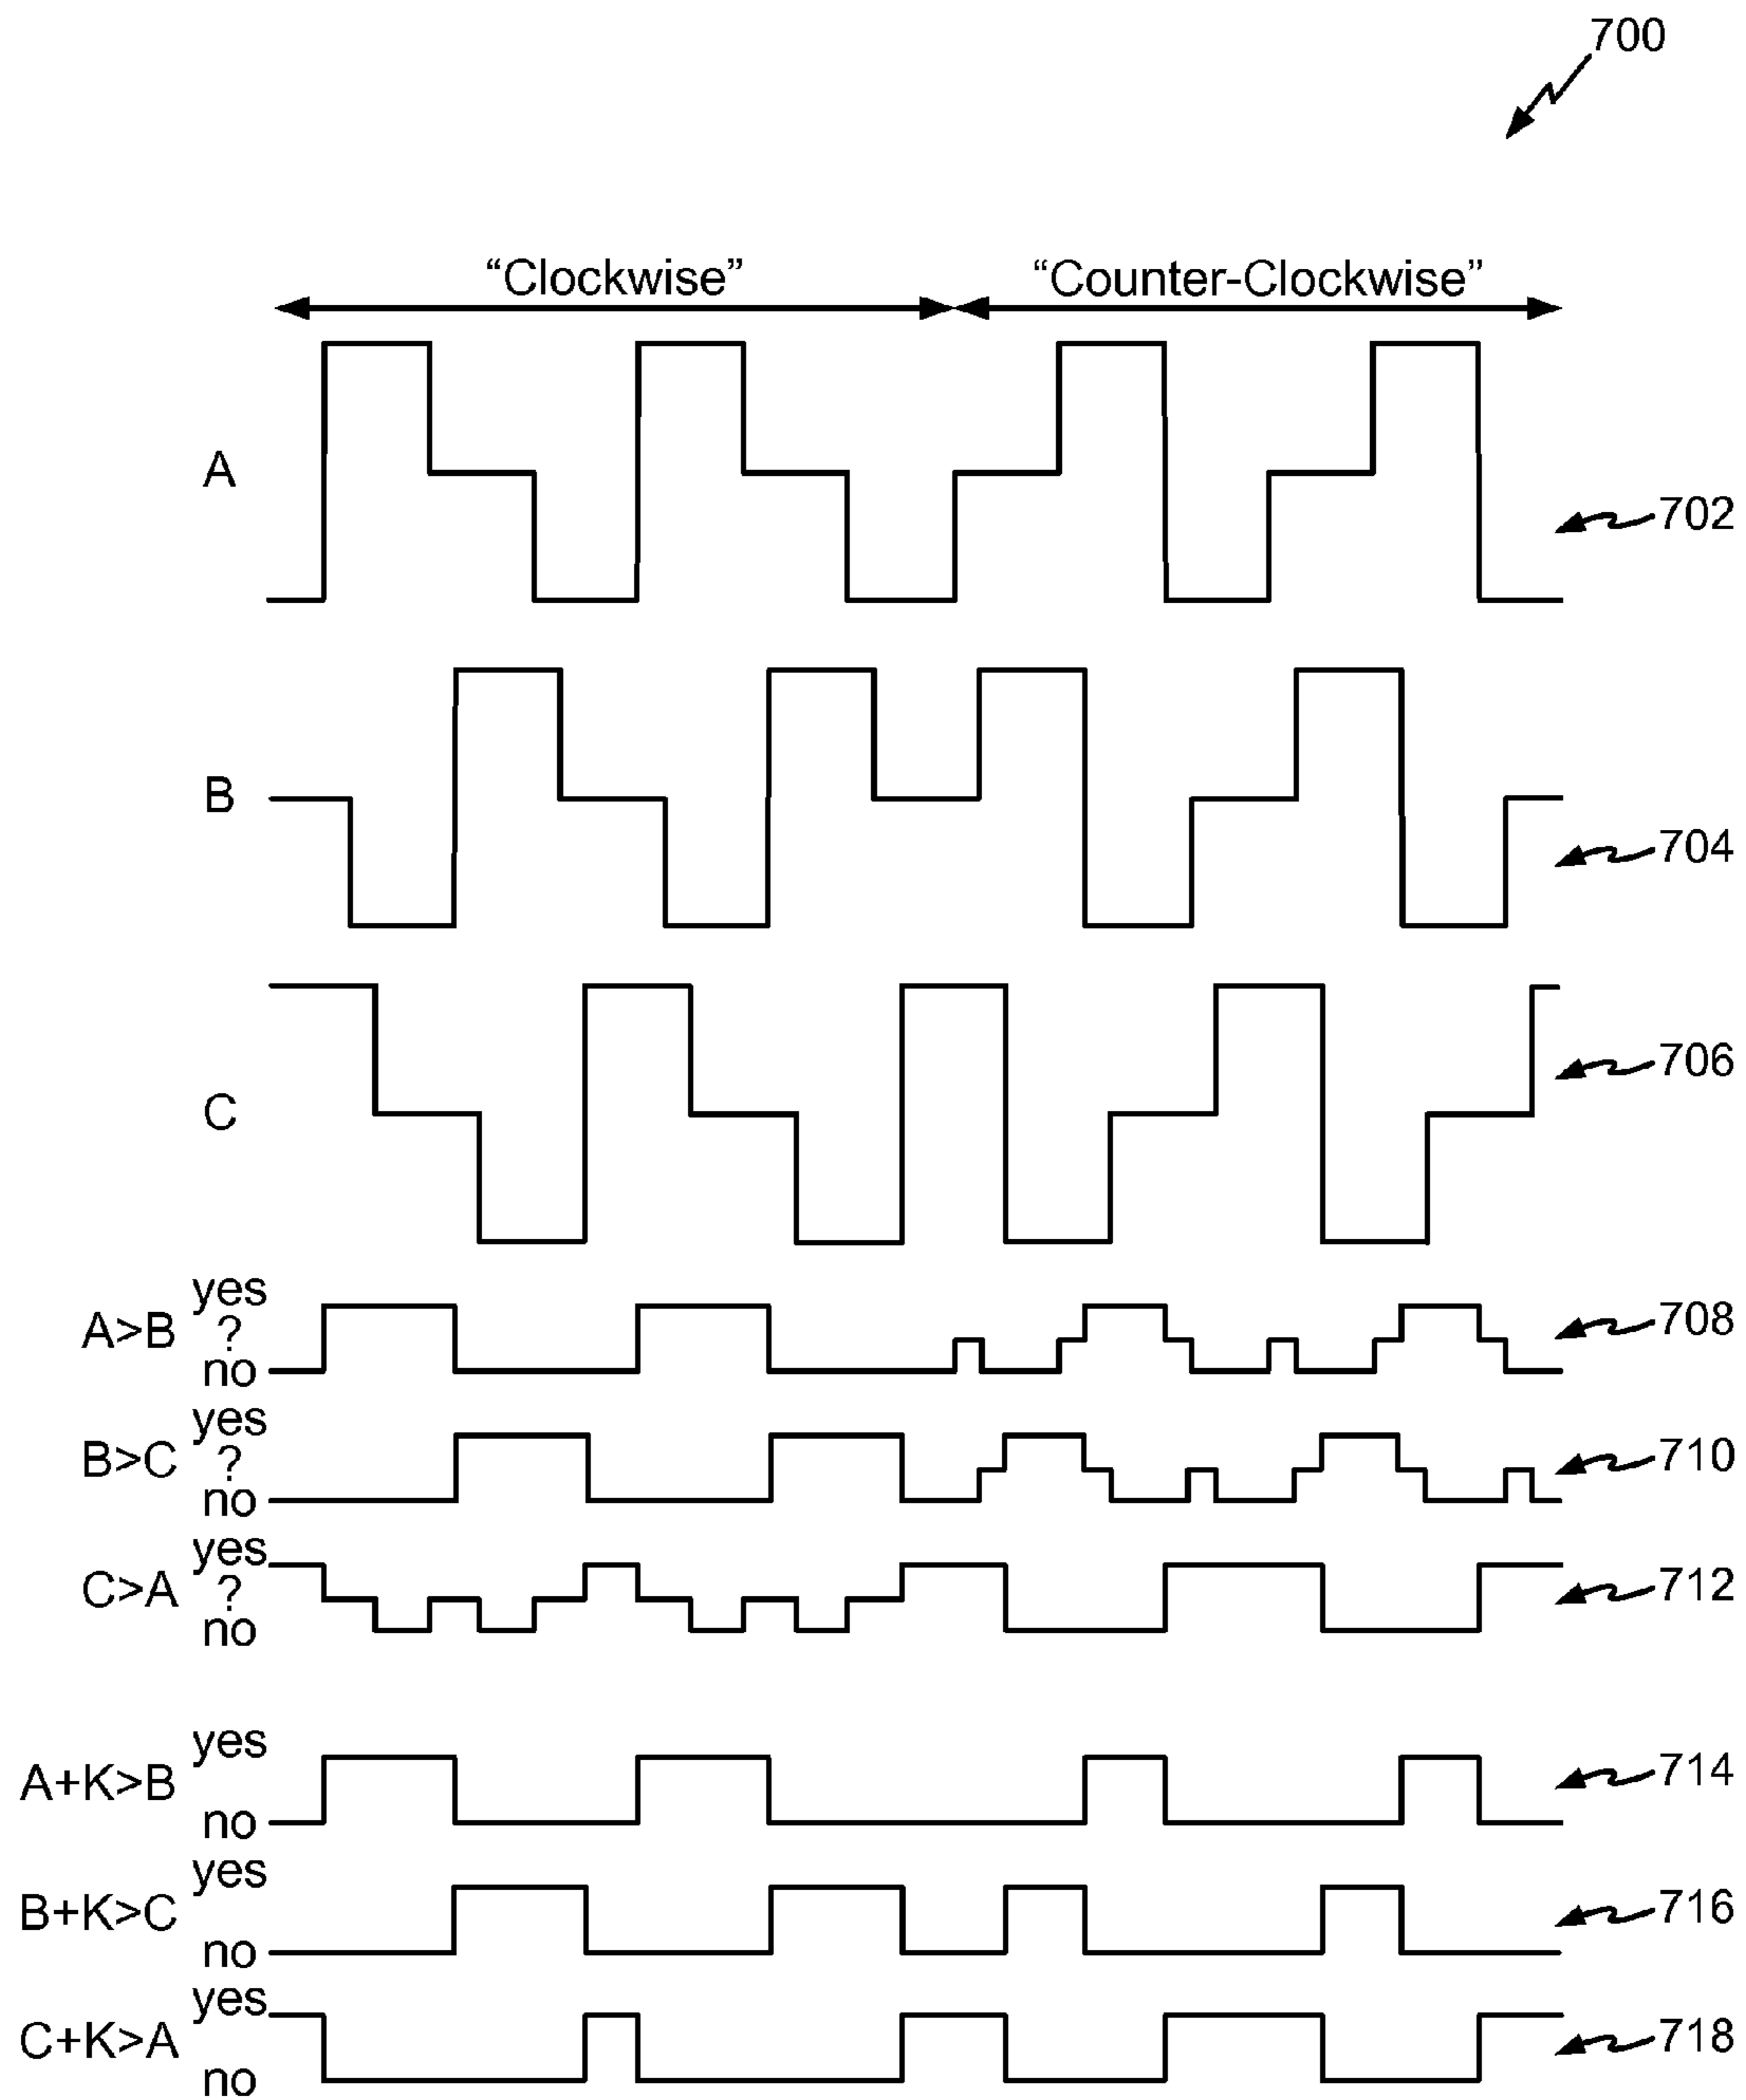 700
“Clockwise” “Counter-Clockwise”
A
702
B
704
C
706
A>B yes ? no 708
B>C yes ? no 710
C>A yes ? no 712
A+K>B yes no 714
B+K>C yes no 716
C+K>A yes no 718